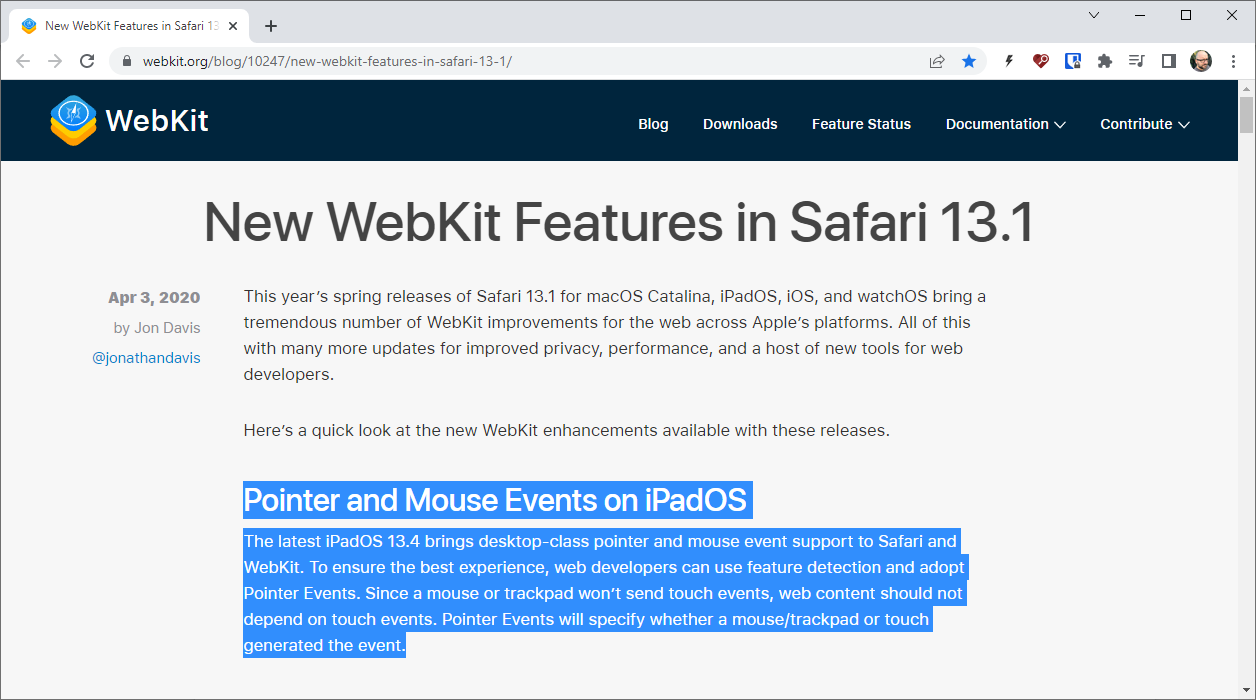 New WebKit Features in Safari 13
webkit.org/blog/10247/new-webkit-features-in-safari-13-1/
WebKit
Blog
Downloads
Feature Status
Documentation
Contribute
New WebKit Features in Safari 13.1
Apr 3, 2020
by Jon Davis
@jonathandavis
This year’s spring releases of Safari 13.1 for macOS Catalina, iPadOS, iOS, and watchOS bring a
tremendous number of WebKit improvements for the web across Apple’s platforms. All of this
with many more updates for improved privacy, performance, and a host of new tools for web
developers.
Here’s a quick look at the new WebKit enhancements available with these releases.
Pointer and Mouse Events on iPadOS
The latest iPadOS 13.4 brings desktop-class pointer and mouse event support to Safari and
WebKit. To ensure the best experience, web developers can use feature detection and adopt
Pointer Events. Since a mouse or trackpad won’t send touch events, web content should not
depend on touch events. Pointer Events will specify whether a mouse/trackpad or touch
generated the event.